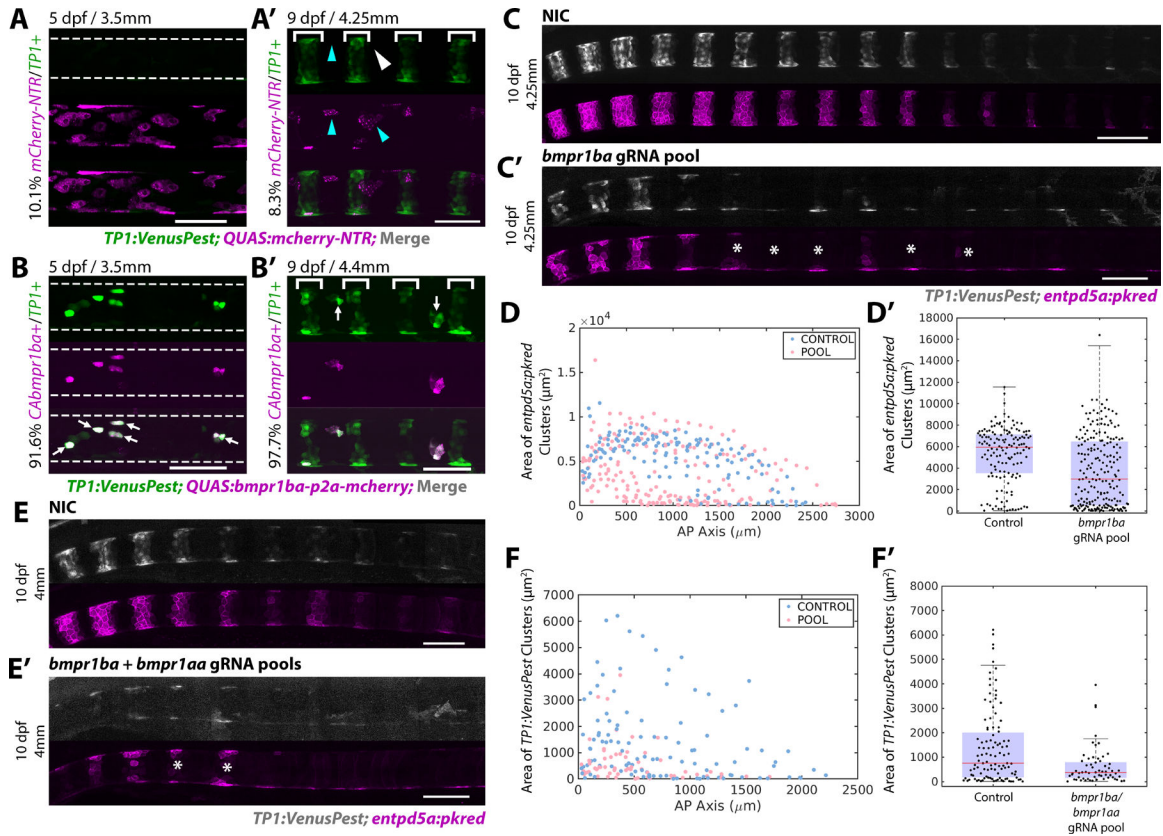 A
5 dpf / 3.5mm
10.1% mCherry-NTR/TP1+
A′
9 dpf / 4.25mm
8.3% mCherry-NTR/TP1+
TP1:VenusPest; QUAS:mcherry-NTR; Merge
B
5 dpf / 3.5mm
91.6% CAbmpr1ba+/TP1+
B′
9 dpf / 4.4mm
97.7% CAbmpr1ba+/TP1+
TP1:VenusPest; QUAS:bmpr1ba-p2a-mcherry; Merge
C
NIC
10 dpf
4.25mm
C′
bmpr1ba gRNA pool
10 dpf
4.25mm
* * * * *
TP1:VenusPest; entpd5a:pkred
D
×10⁴
2
1.5
1
0.5
0
Area of entpd5a:pkred
Clusters (μm²)
CONTROL
POOL
0 500 1000 1500 2000 2500 3000
AP Axis (μm)
D′
18000
16000
14000
12000
10000
8000
6000
4000
2000
0
Area of entpd5a:pkred
Clusters (μm²)
Control
bmpr1ba
gRNA pool
E
NIC
10 dpf
4mm
E′
bmpr1ba + bmpr1aa gRNA pools
10 dpf
4mm
* *
TP1:VenusPest; entpd5a:pkred
F
7000
6000
5000
4000
3000
2000
1000
0
Area of TP1:VenusPest Clusters (μm²)
CONTROL
POOL
0 500 1000 1500 2000 2500 3000
AP Axis (μm)
F′
8000
7000
6000
5000
4000
3000
2000
1000
0
Area of TP1:VenusPest Clusters (μm²)
Control
bmpr1ba/
bmpr1aa
gRNA pool